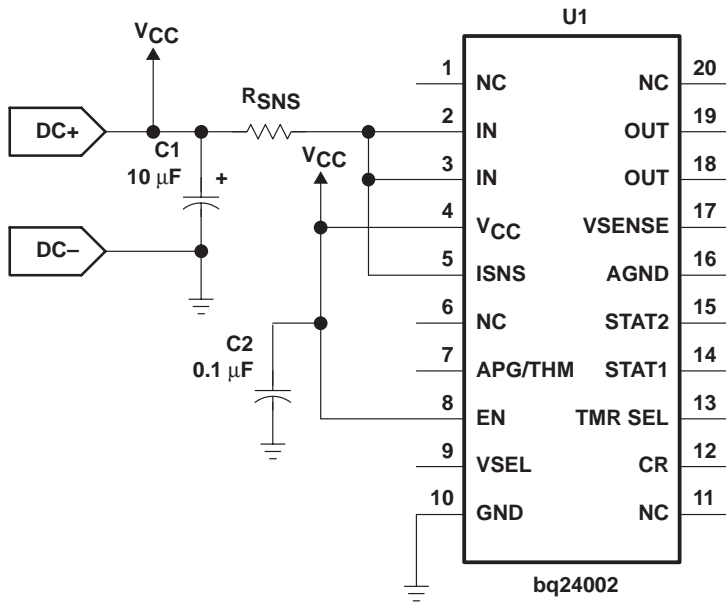 U1
VCC
DC+
C1
10 μF
+
RSNS
VCC
DC–
C2
0.1 μF
1 NC NC 20
2 IN OUT 19
3 IN OUT 18
4 VCC VSENSE 17
5 ISNS AGND 16
6 NC STAT2 15
7 APG/THM STAT1 14
8 EN TMR SEL 13
9 VSEL CR 12
10 GND NC 11
bq24002